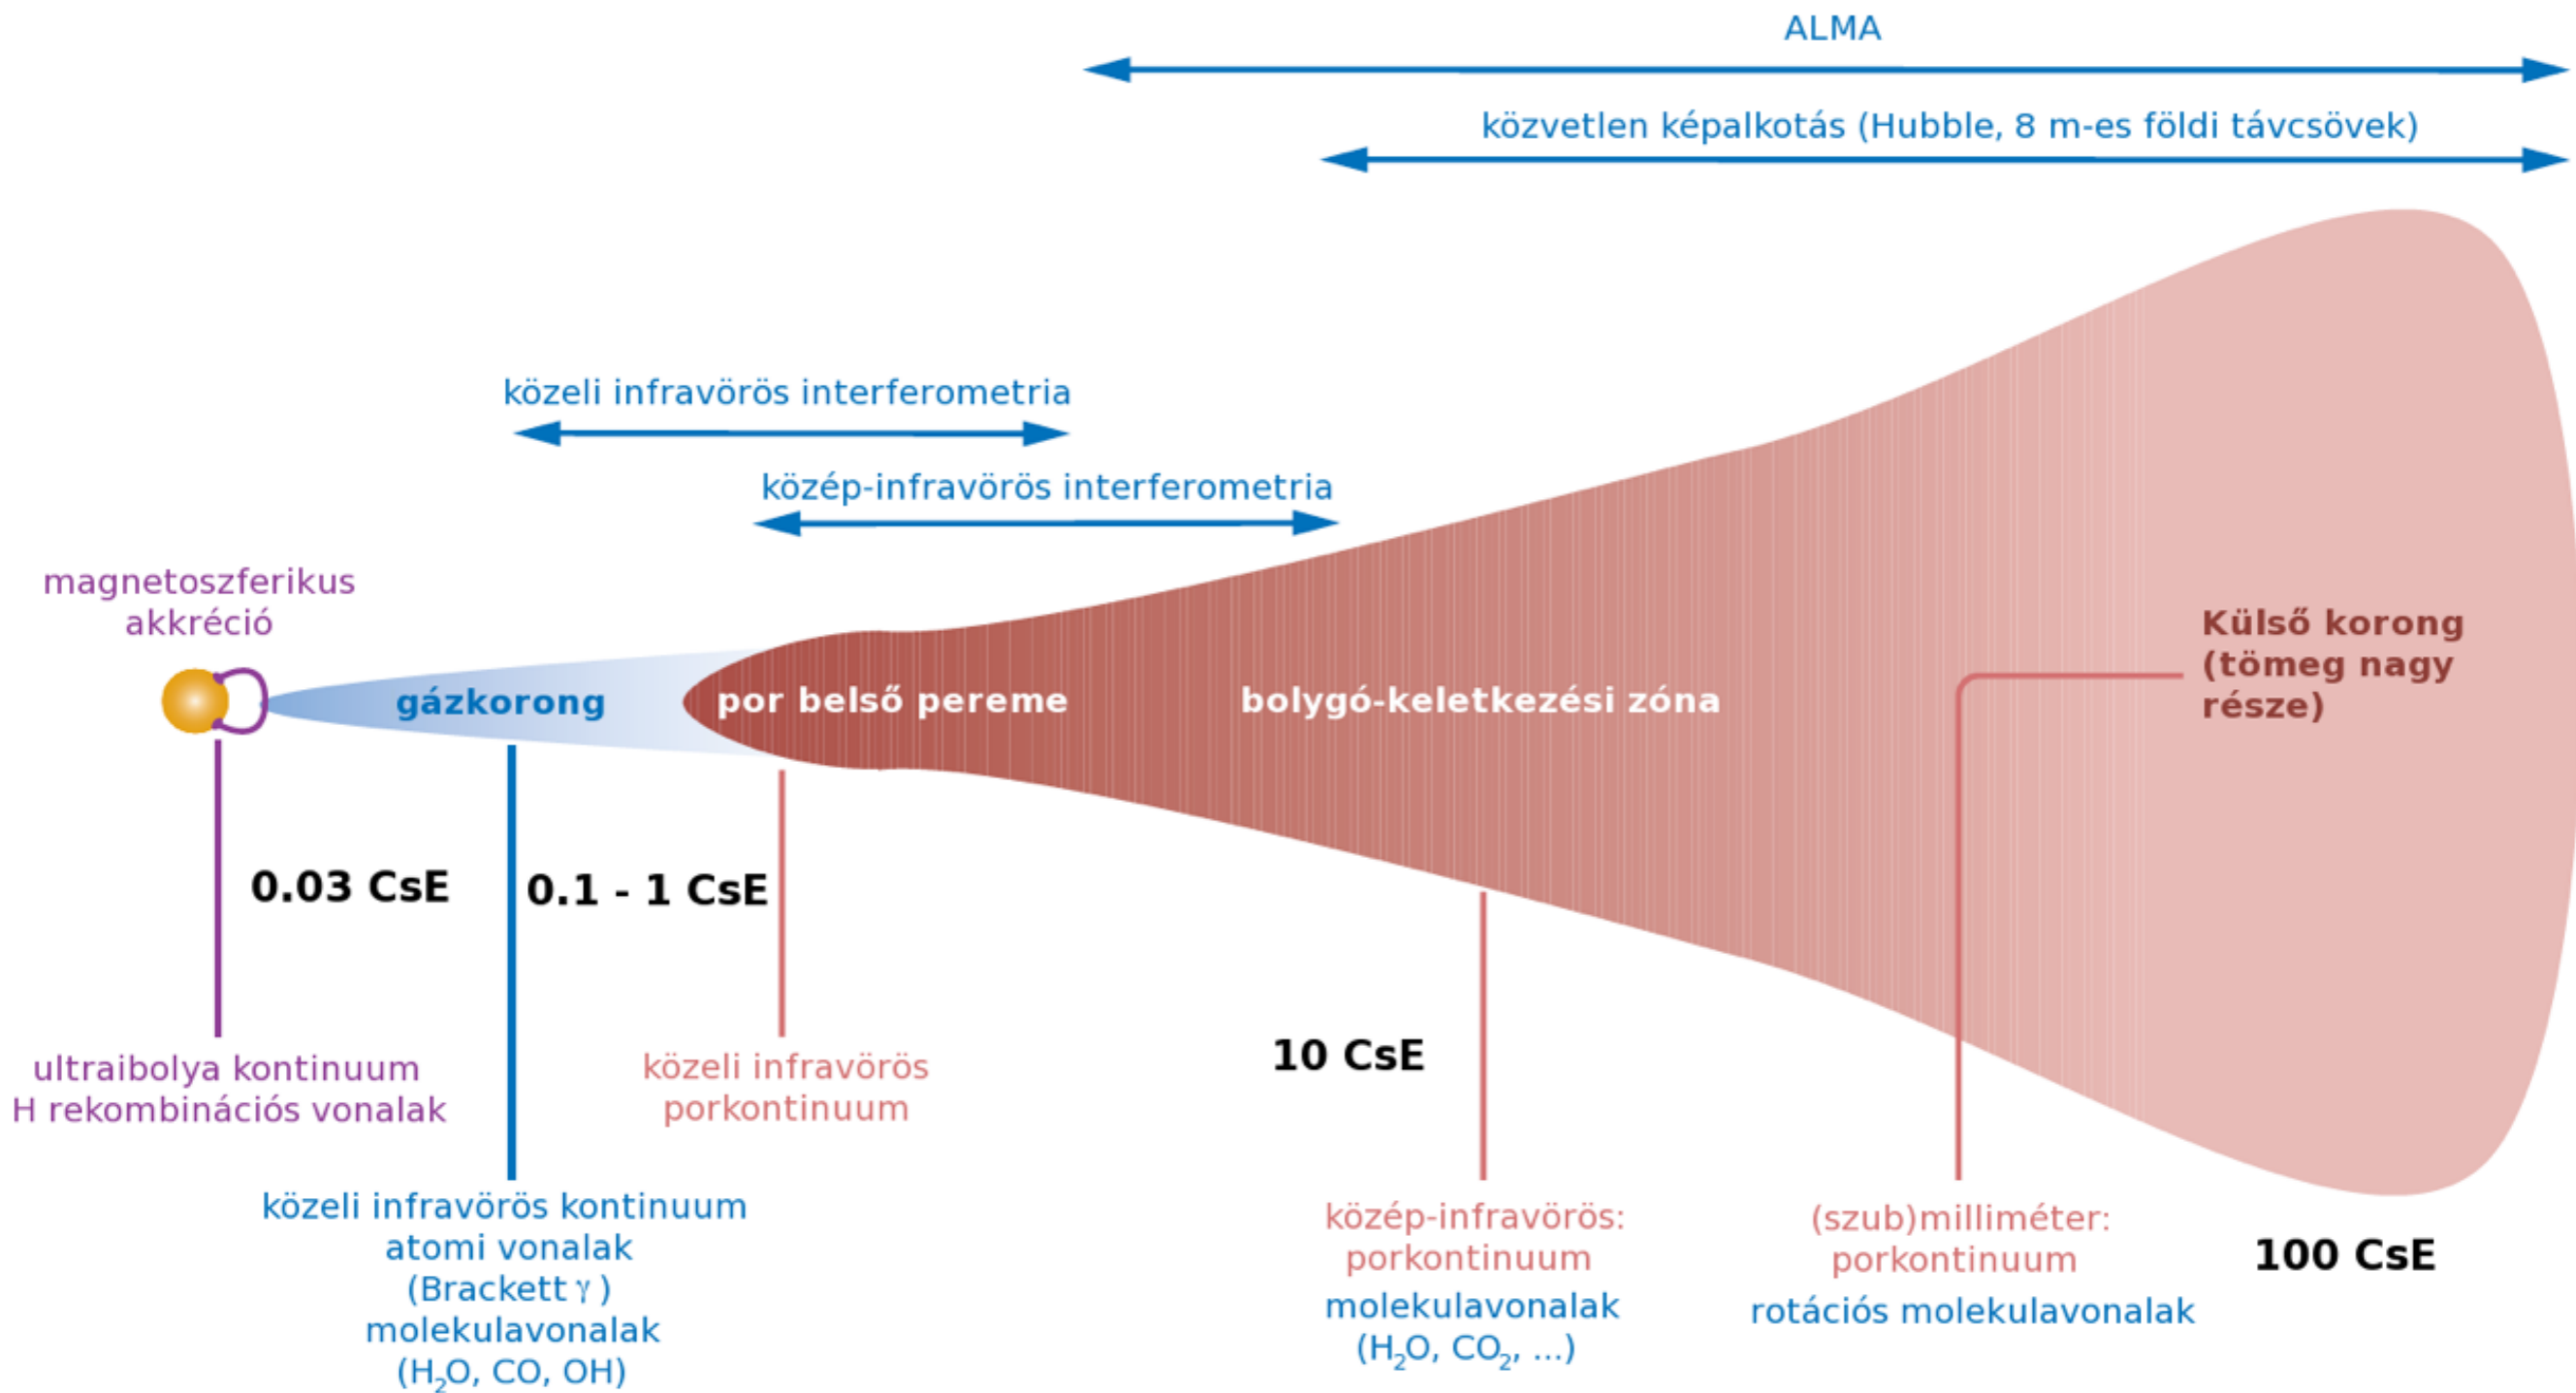 ALMA
közvetlen képalkotás (Hubble, 8 m-es földi távcsövek)
közeli infravörös interferometria
közép-infravörös interferometria
magnetoszferikus
akkréció
gázkorong
por belső pereme
bolygó-keletkezési zóna
Külső korong
(tömeg nagy
része)
0.03 CsE
0.1 - 1 CsE
10 CsE
100 CsE
ultraibolya kontinuum
H rekombinációs vonalak
közeli infravörös
porkontinuum
közeli infravörös kontinuum
atomi vonalak
(Brackett γ )
molekulavonalak
(H₂O, CO, OH)
közép-infravörös:
porkontinuum
molekulavonalak
(H₂O, CO₂, ...)
(szub)milliméter:
porkontinuum
rotációs molekulavonalak